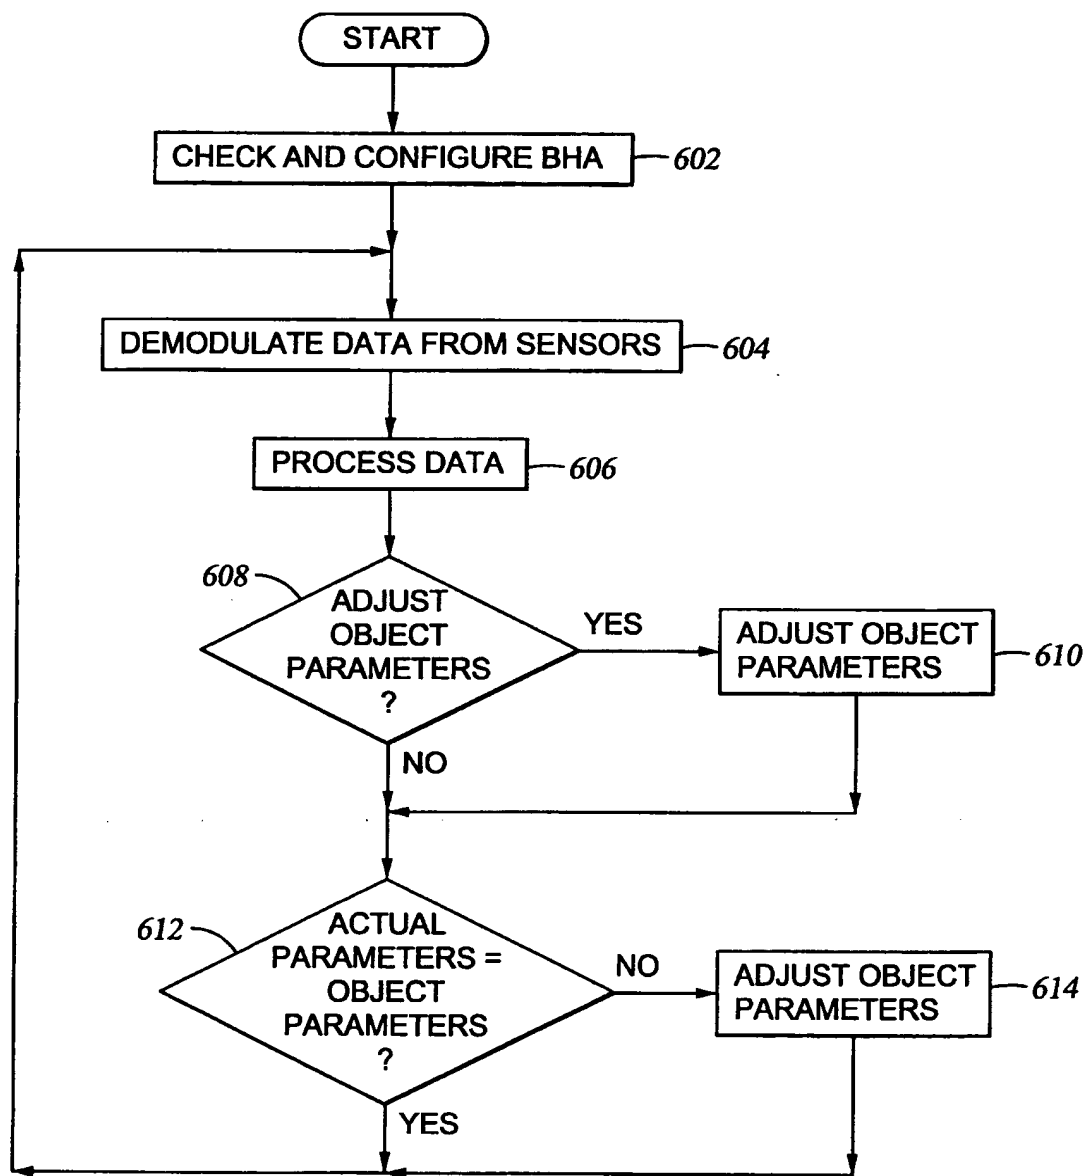 START
CHECK AND CONFIGURE BHA
602
DEMODULATE DATA FROM SENSORS
604
PROCESS DATA
606
608
ADJUST
OBJECT
PARAMETERS
?
YES
ADJUST OBJECT
PARAMETERS
610
NO
612
ACTUAL
PARAMETERS =
OBJECT
PARAMETERS
?
NO
ADJUST OBJECT
PARAMETERS
614
YES